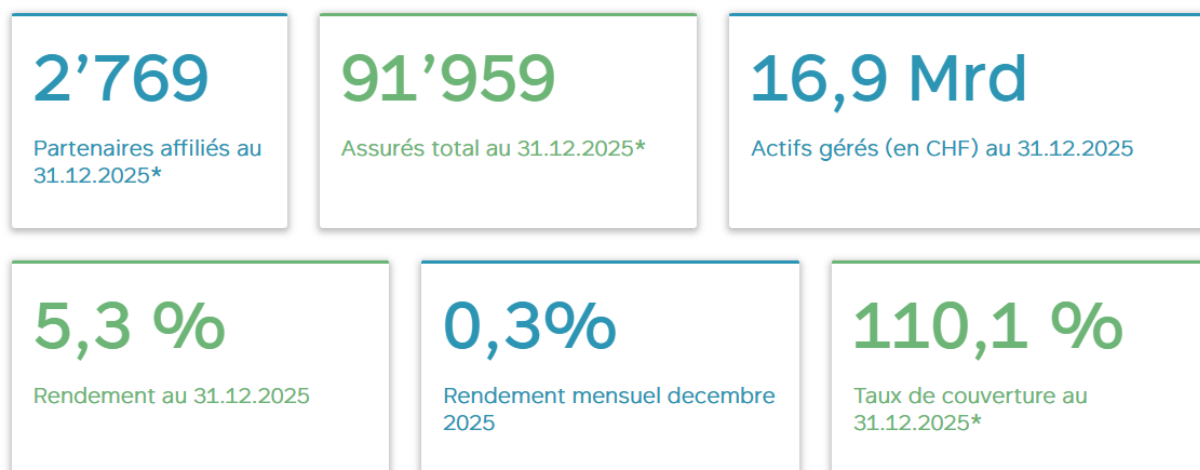 2’769
Partenaires affiliés au
31.12.2025*
91’959
Assurés total au 31.12.2025*
16,9 Mrd
Actifs gérés (en CHF) au 31.12.2025
5,3 %
Rendement au 31.12.2025
0,3%
Rendement mensuel decembre
2025
110,1 %
Taux de couverture au
31.12.2025*